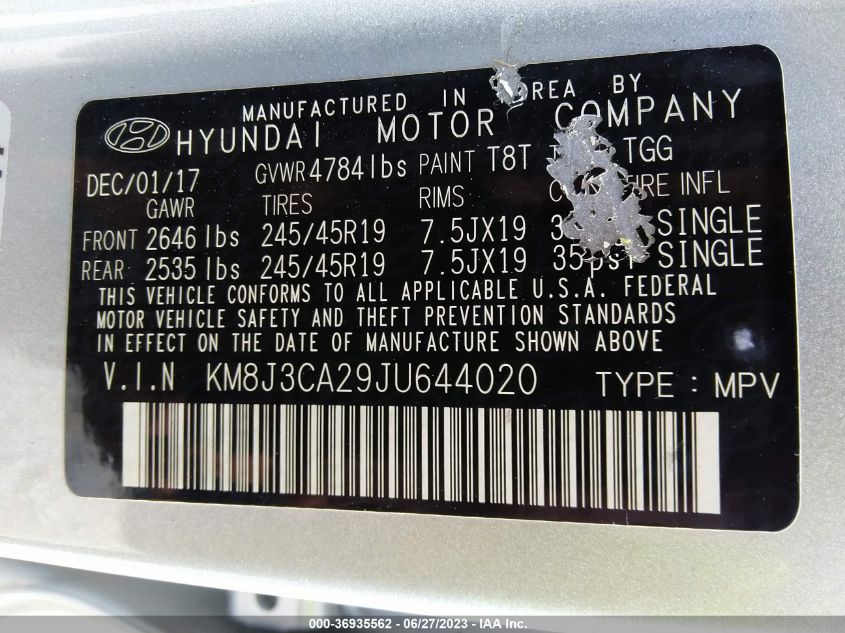 MANUFACTURED IN KOREA BY
HYUNDAI MOTOR COMPANY
DEC/01/17 GVWR 4784 lbs PAINT T8T TGG
GAWR TIRES RIMS INFL
FRONT 2646 lbs 245/45R19 7.5JX19 SINGLE
REAR 2535 lbs 245/45R19 7.5JX19 35psi SINGLE
THIS VEHICLE CONFORMS TO ALL APPLICABLE U.S.A. FEDERAL
MOTOR VEHICLE SAFETY AND THEFT PREVENTION STANDARDS
IN EFFECT ON THE DATE OF MANUFACTURE SHOWN ABOVE
V.I.N KM8J3CA29JU644020 TYPE : MPV
000-36935562 - 06/27/2023 - IAA Inc.